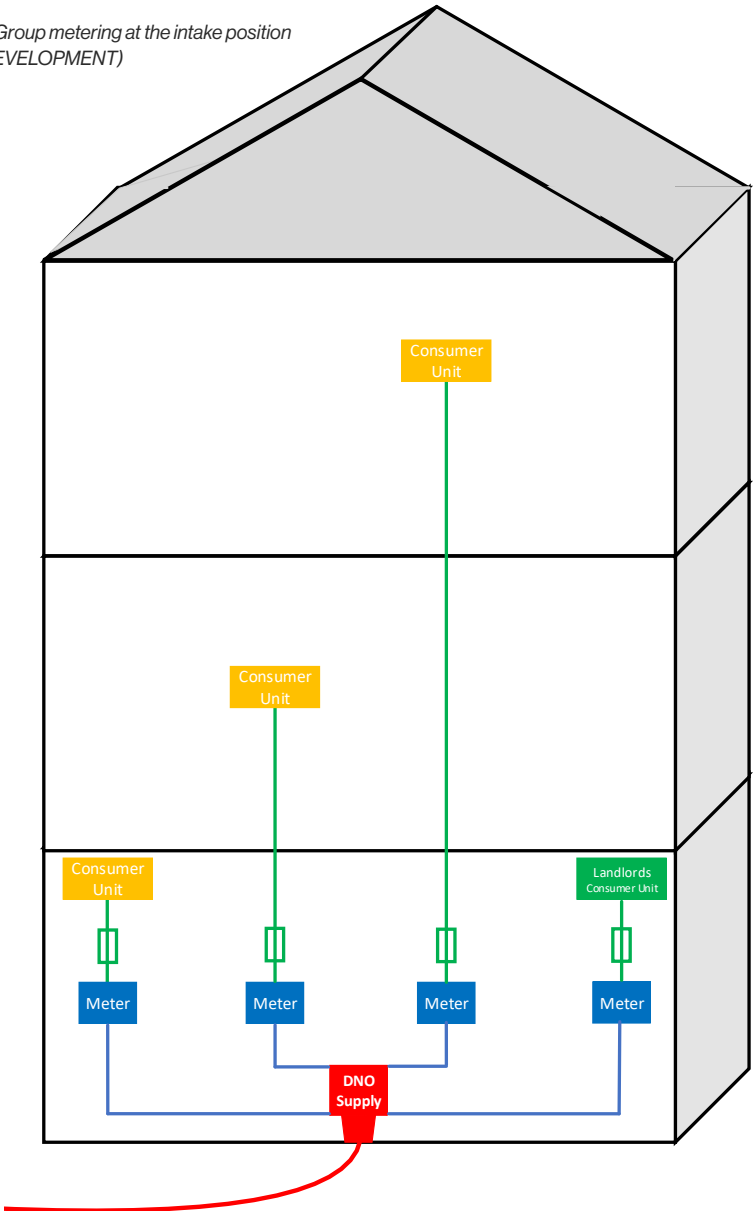 Group metering at the intake position
EVELOPMENT)
Consumer
Unit
Consumer
Unit
Consumer
Unit
Landlords
Consumer Unit
Meter
Meter
Meter
Meter
DNO
Supply